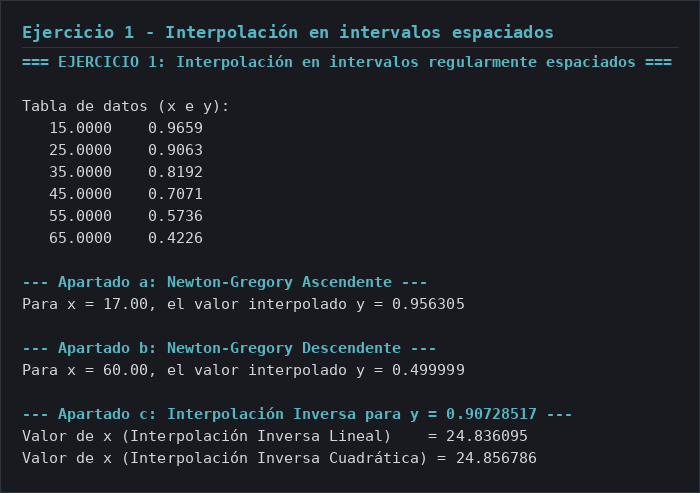 Ejercicio 1 - Interpolación en intervalos espaciados
=== EJERCICIO 1: Interpolación en intervalos regularmente espaciados ===
Tabla de datos (x e y):
15.0000    0.9659
25.0000    0.9063
35.0000    0.8192
45.0000    0.7071
55.0000    0.5736
65.0000    0.4226
--- Apartado a: Newton-Gregory Ascendente ---
Para x = 17.00, el valor interpolado y = 0.956305
--- Apartado b: Newton-Gregory Descendente ---
Para x = 60.00, el valor interpolado y = 0.499999
--- Apartado c: Interpolación Inversa para y = 0.90728517 ---
Valor de x (Interpolación Inversa Lineal)    = 24.836095
Valor de x (Interpolación Inversa Cuadrática) = 24.856786